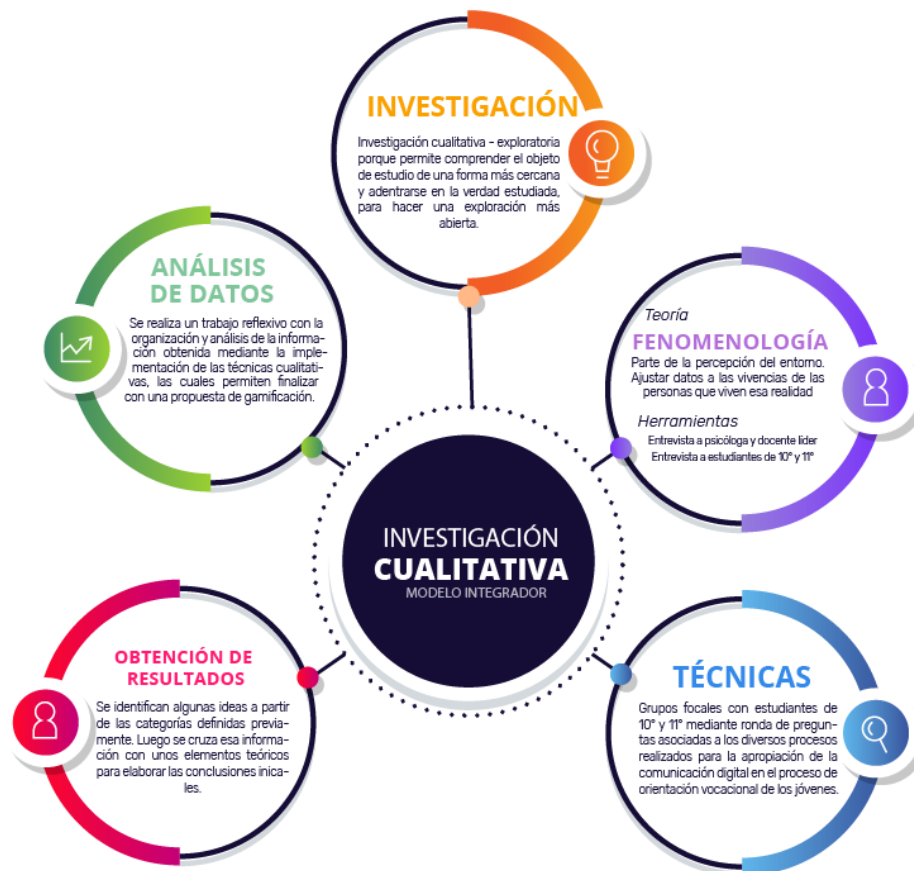 INVESTIGACIÓN
Investigación cualitativa - exploratoria
porque permite comprender el objeto
de estudio de una forma más cercana
y adentrarse en la verdad estudiada,
para hacer una exploración más
abierta.
ANÁLISIS
DE DATOS
Se realiza un trabajo reflexivo con la
organización y análisis de la informa-
ción obtenida mediante la imple-
mentación de las técnicas cualitati-
vas, las cuales permiten finalizar
con una propuesta de gamificación.
Teoría
FENOMENOLOGÍA
Parte de la percepción del entorno.
Ajustar datos a las vivencias de las
personas que viven esa realidad
Herramientas
Entrevista a psicóloga y docente líder
Entrevista a estudiantes de 10° y 11°
INVESTIGACIÓN
CUALITATIVA
MODELO INTEGRADOR
OBTENCIÓN DE
RESULTADOS
Se identifican algunas ideas a partir
de las categorías definidas previa-
mente. Luego se cruza esa informa-
ción con unos elementos teóricos
para elaborar las conclusiones inica-
les.
TÉCNICAS
Grupos focales con estudiantes de
10° y 11° mediante ronda de pregun-
tas asociadas a los diversos procesos
realizados para la apropiación de la
comunicación digital en el proceso de
orientación vocacional de los jóvenes.